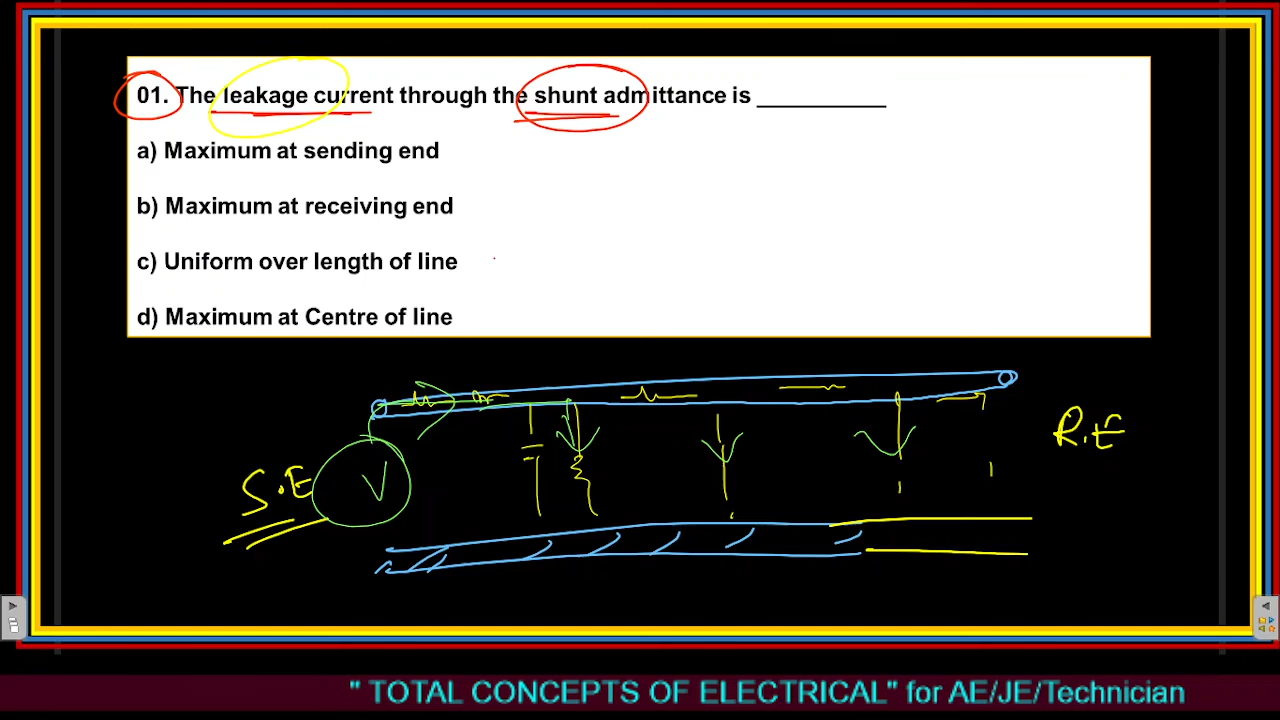 01. The leakage current through the shunt admittance is __________
a) Maximum at sending end
b) Maximum at receiving end
c) Uniform over length of line
d) Maximum at Centre of line
S.E
V
R.E
" TOTAL CONCEPTS OF ELECTRICAL" for AE/JE/Technician